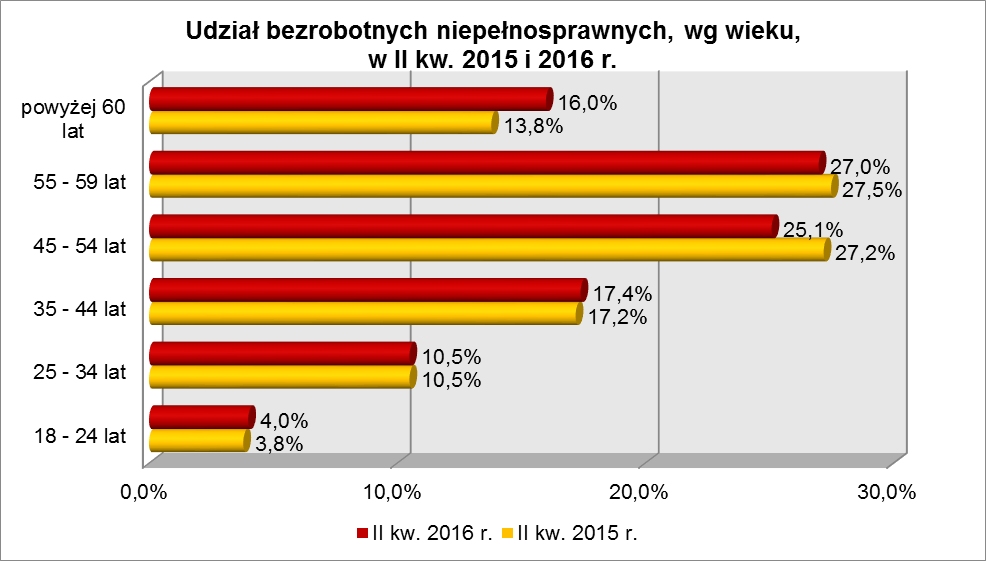 Udział bezrobotnych niepełnosprawnych, wg wieku,
w II kw. 2015 i 2016 r.
powyżej 60
lat
16,0%
13,8%
55 - 59 lat
27,0%
27,5%
45 - 54 lat
25,1%
27,2%
35 - 44 lat
17,4%
17,2%
25 - 34 lat
10,5%
10,5%
18 - 24 lat
4,0%
3,8%
0,0% 10,0% 20,0% 30,0%
II kw. 2016 r. II kw. 2015 r.